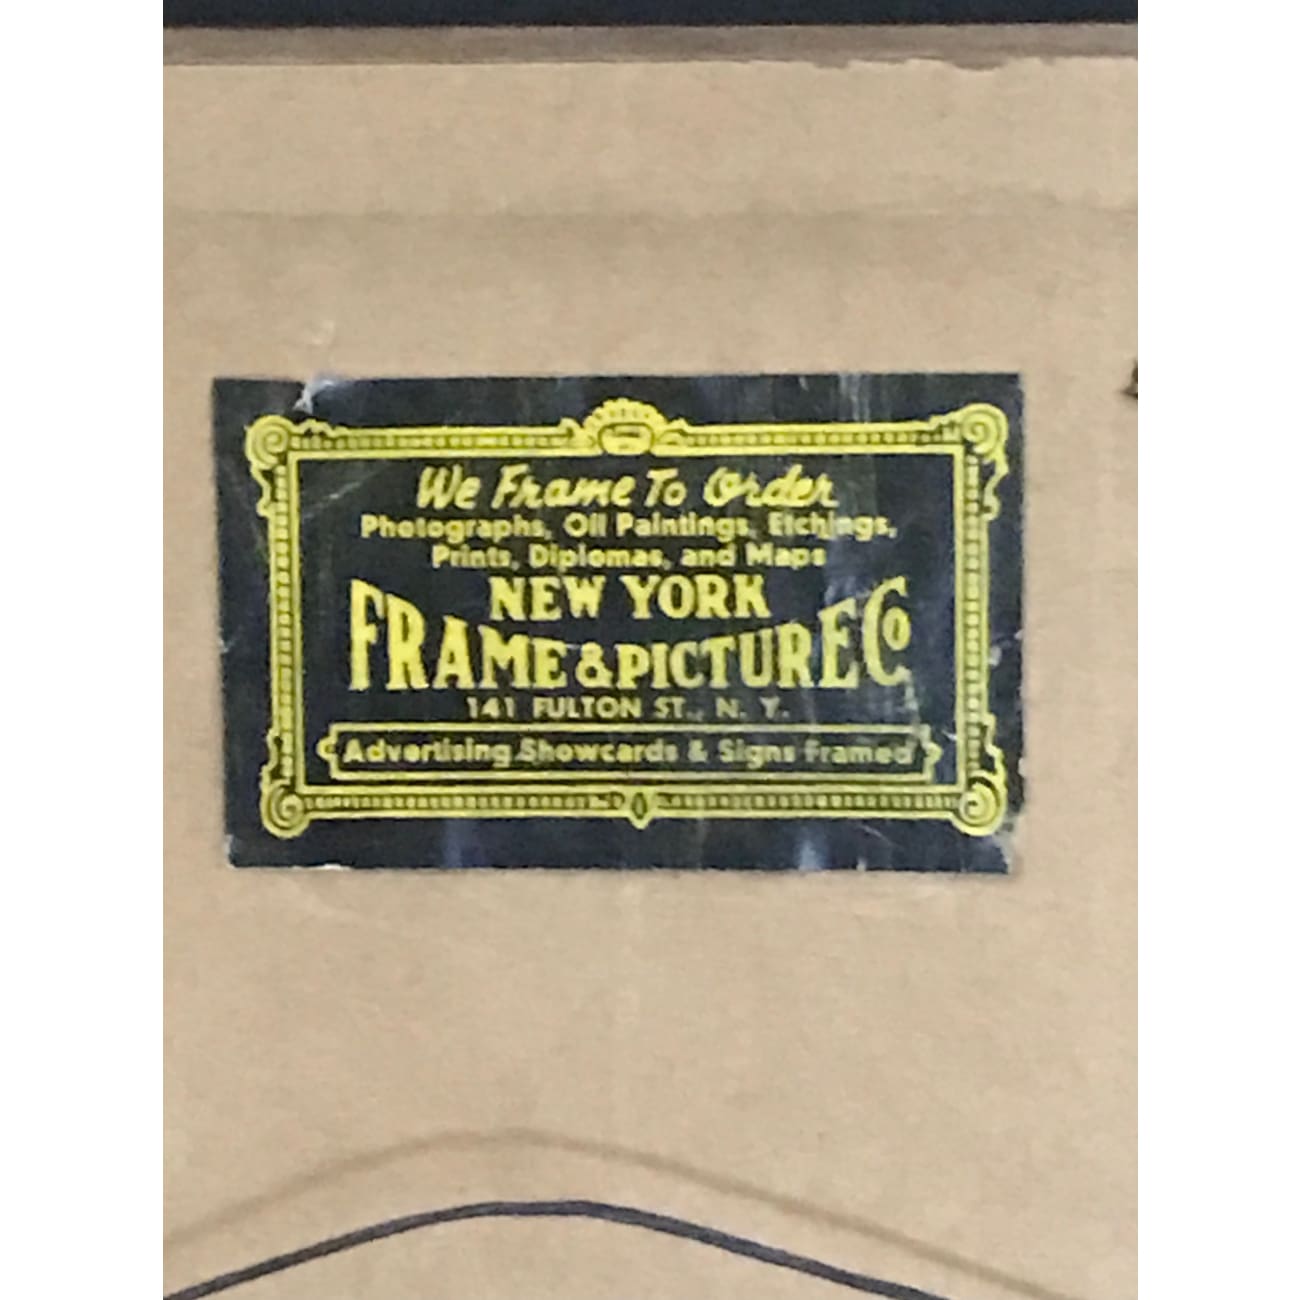 We Frame To Order
Photographs, Oil Paintings, Etchings,
Prints, Diplomas, and Maps
NEW YORK
FRAME & PICTURE Co
141 FULTON ST., N. Y.
Advertising Showcards & Signs Framed